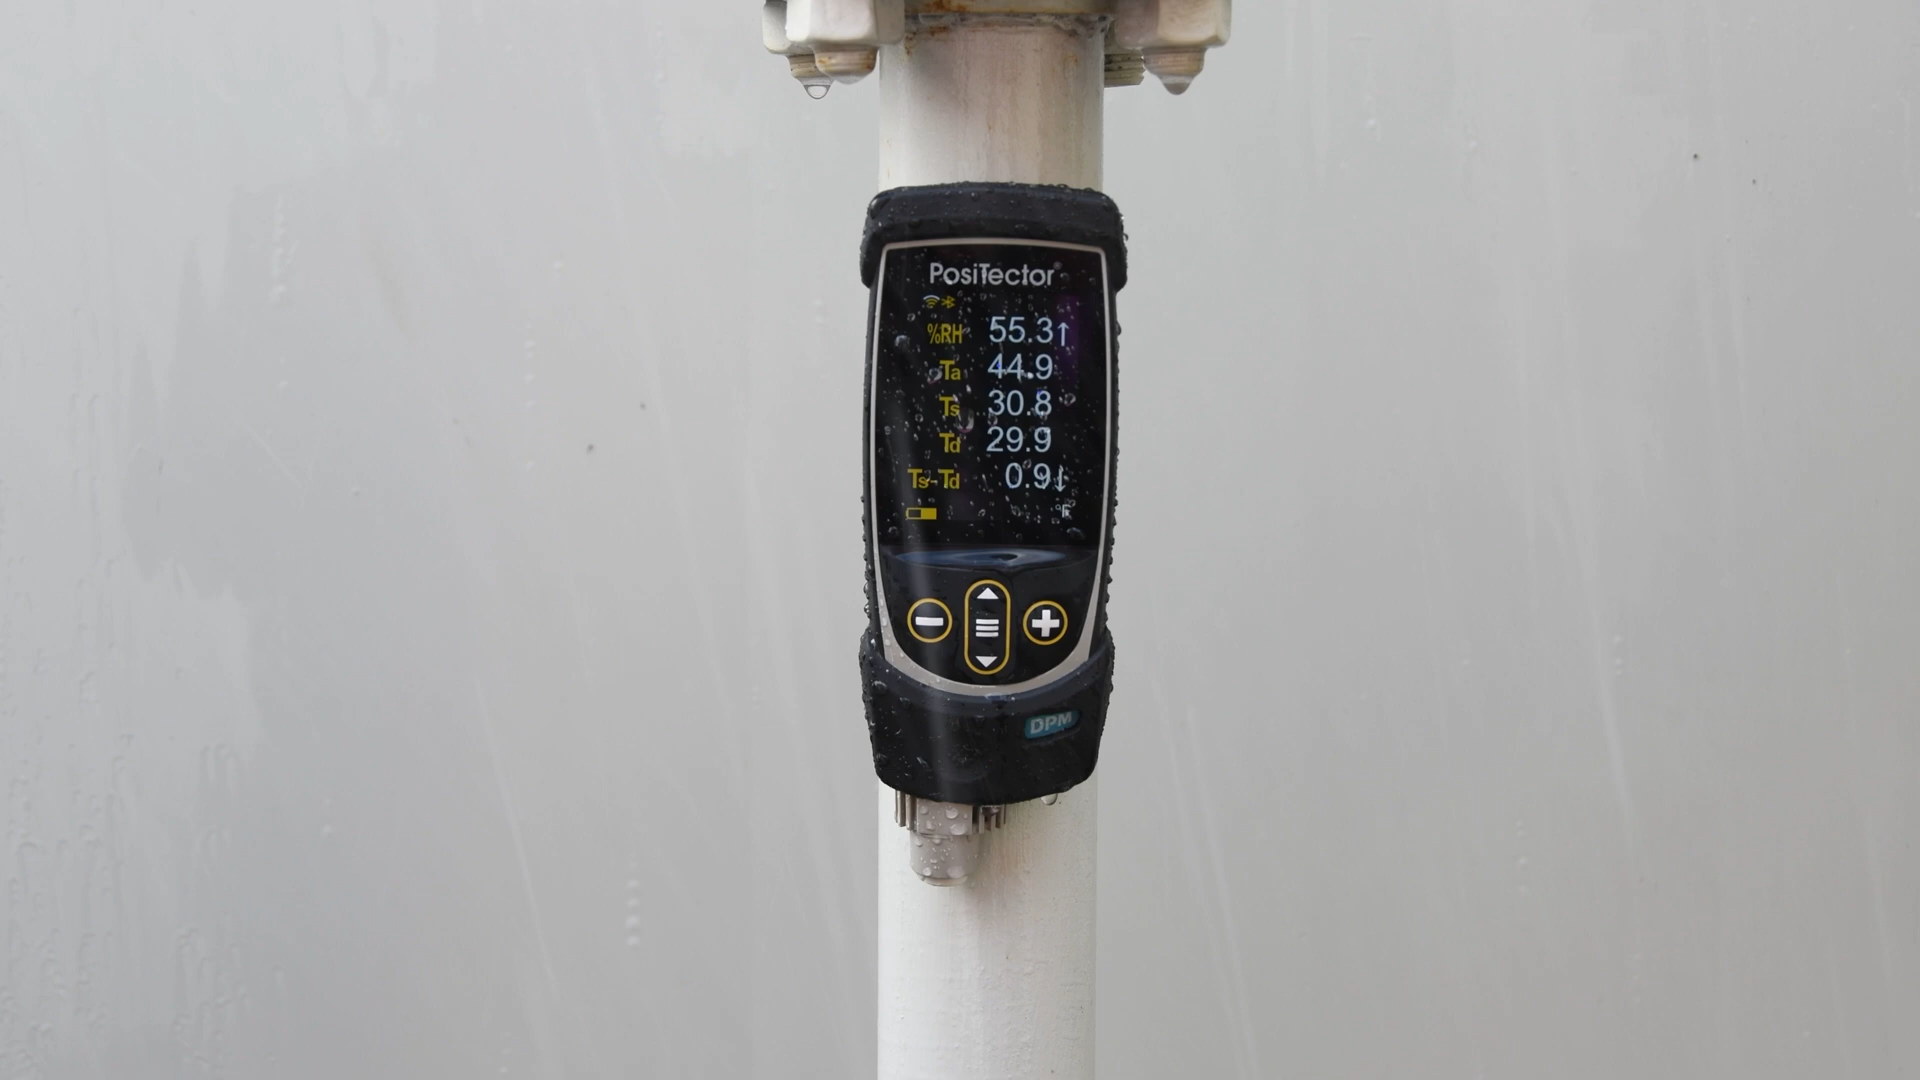 PosiTector®
%RH 55.3↑
Ta 44.9
Ts 30.8
Td 29.9
Ts-Td 0.9↓
°F
DPM